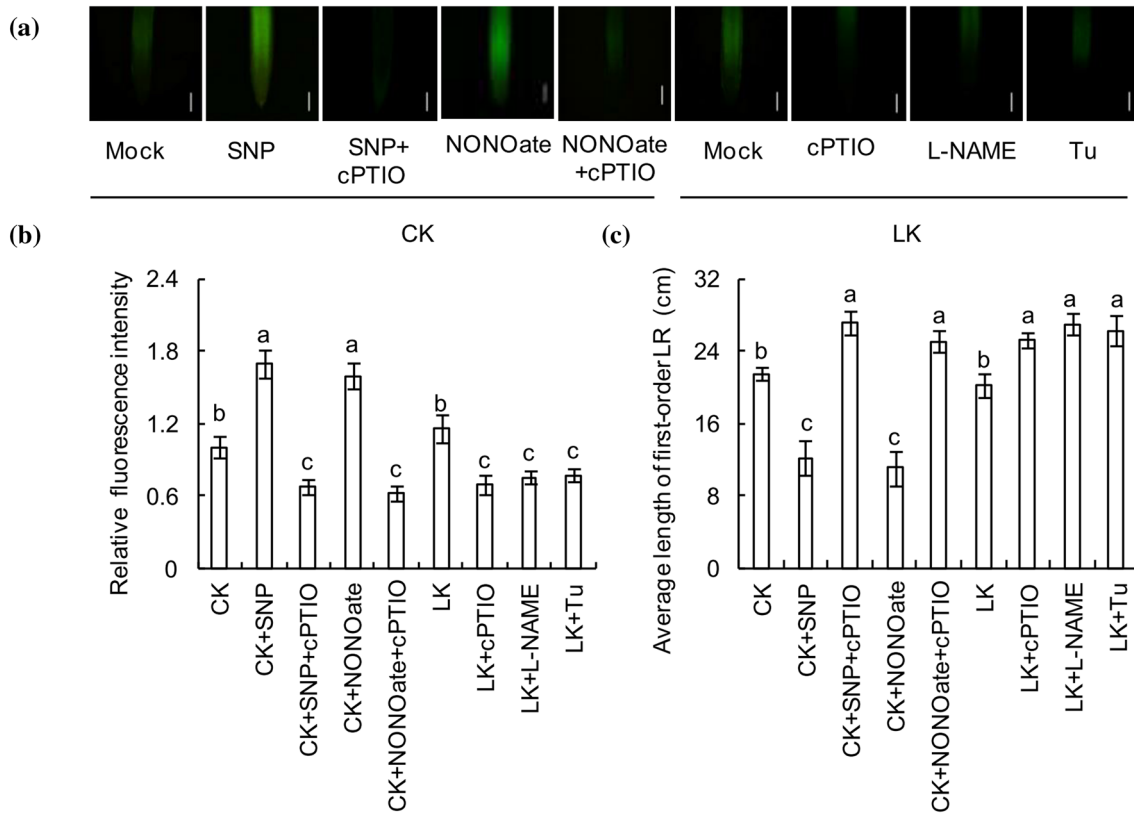 (a)
Mock SNP SNP+ NONOate NONOate Mock cPTIO L-NAME Tu
cPTIO +cPTIO
CK LK
(b)
Relative fluorescence intensity
2.4
1.8
1.2
0.6
0
b a c a c b c c c
CK
CK+SNP
CK+SNP+cPTIO
CK+NONOate
CK+NONOate+cPTIO
LK
LK+cPTIO
LK+L-NAME
LK+Tu
(c)
Average length of first-order LR (cm)
32
24
16
8
0
b c a c a b a a a
CK
CK+SNP
CK+SNP+cPTIO
CK+NONOate
CK+NONOate+cPTIO
LK
LK+cPTIO
LK+L-NAME
LK+Tu